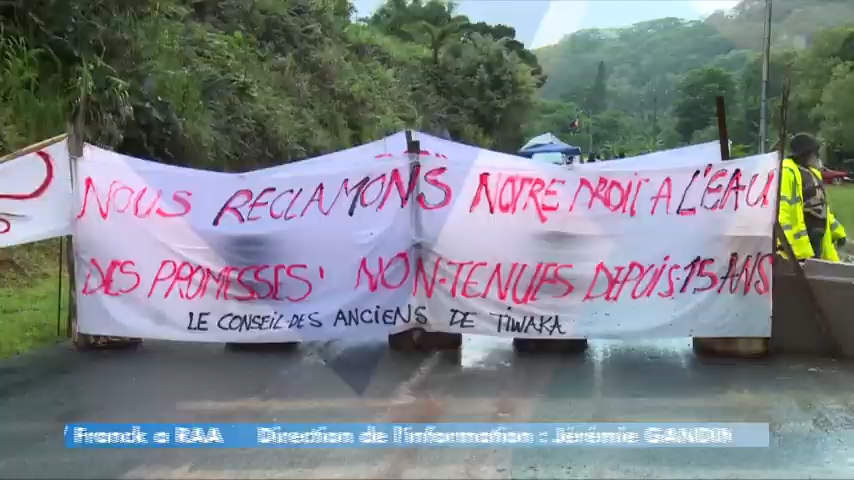 NOUS RECLAMONS NOTRE DROIT A L'EAU
DES PROMESSES' NON-TENUES DEPUIS 15 ANS
LE CONSEIL DES ANCIENS DE TIWAKA
Franck a RAA Direction de l'information : Jérémie GANDIN